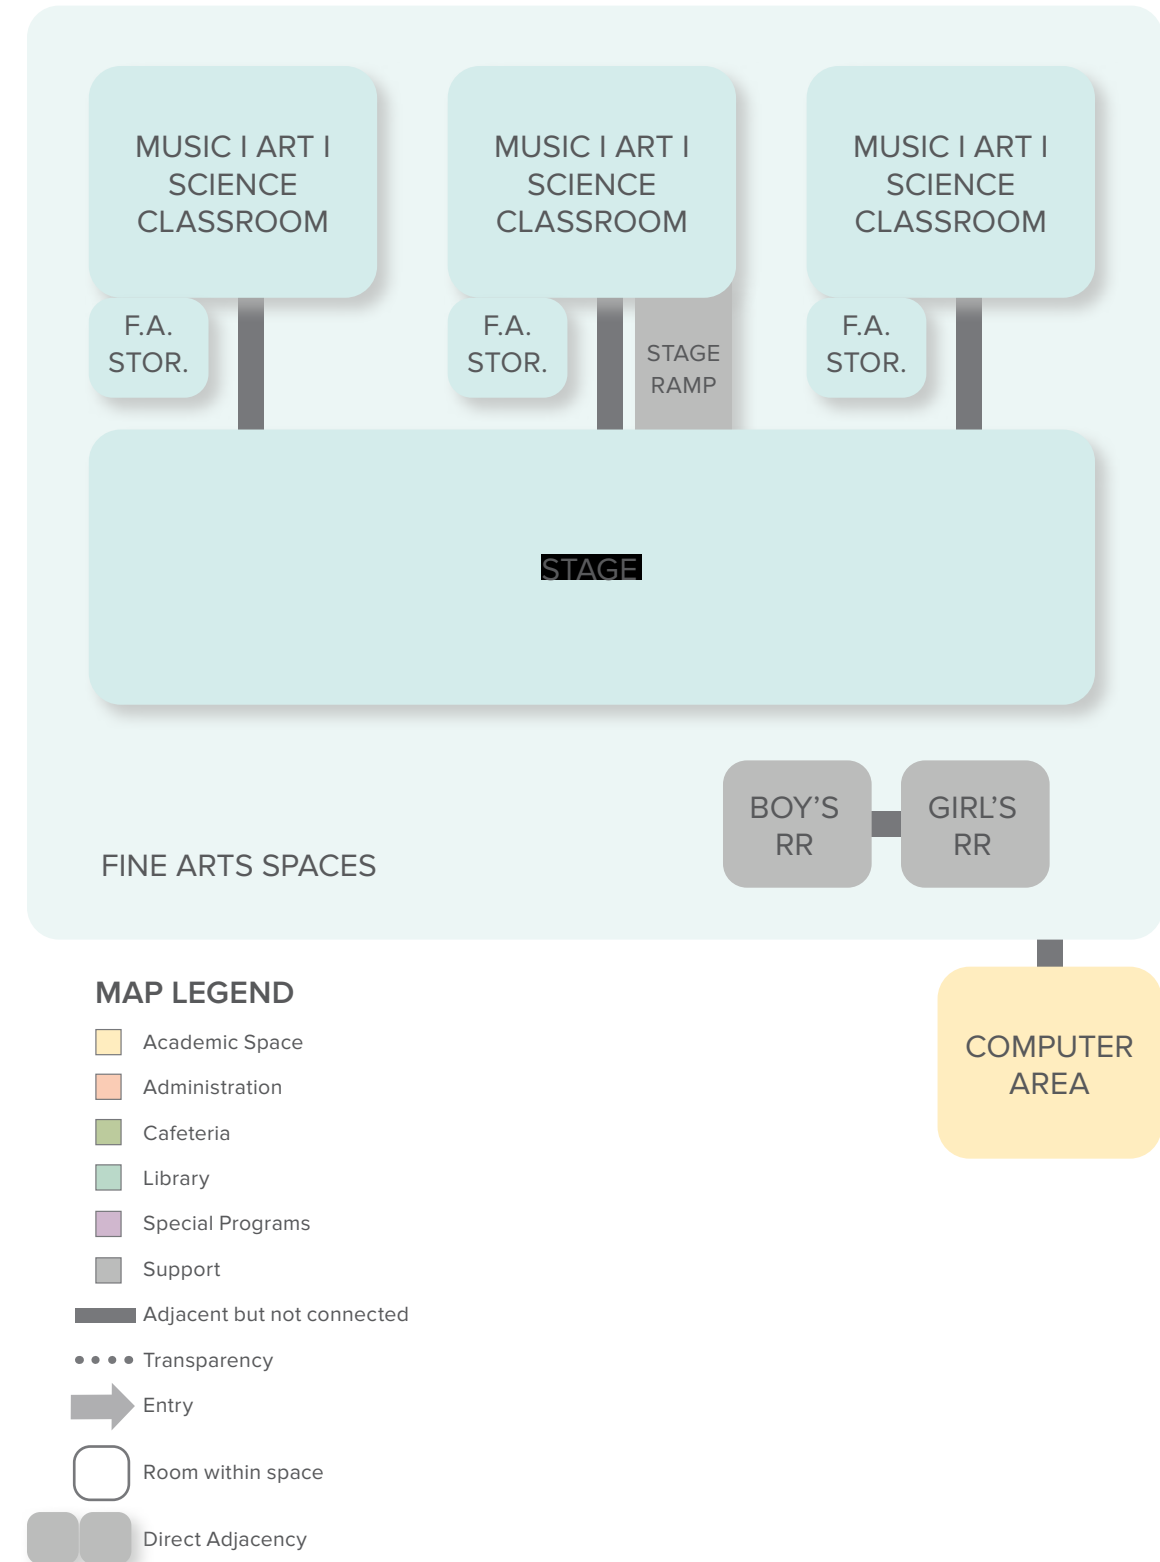 MUSIC I ART I
SCIENCE
CLASSROOM
MUSIC I ART I
SCIENCE
CLASSROOM
MUSIC I ART I
SCIENCE
CLASSROOM
F.A.
STOR.
F.A.
STOR.
STAGE
RAMP
F.A.
STOR.
STAGE
BOY’S
RR
GIRL’S
RR
FINE ARTS SPACES
COMPUTER
AREA
MAP LEGEND
Academic Space
Administration
Cafeteria
Library
Special Programs
Support
Adjacent but not connected
Transparency
Entry
Room within space
Direct Adjacency